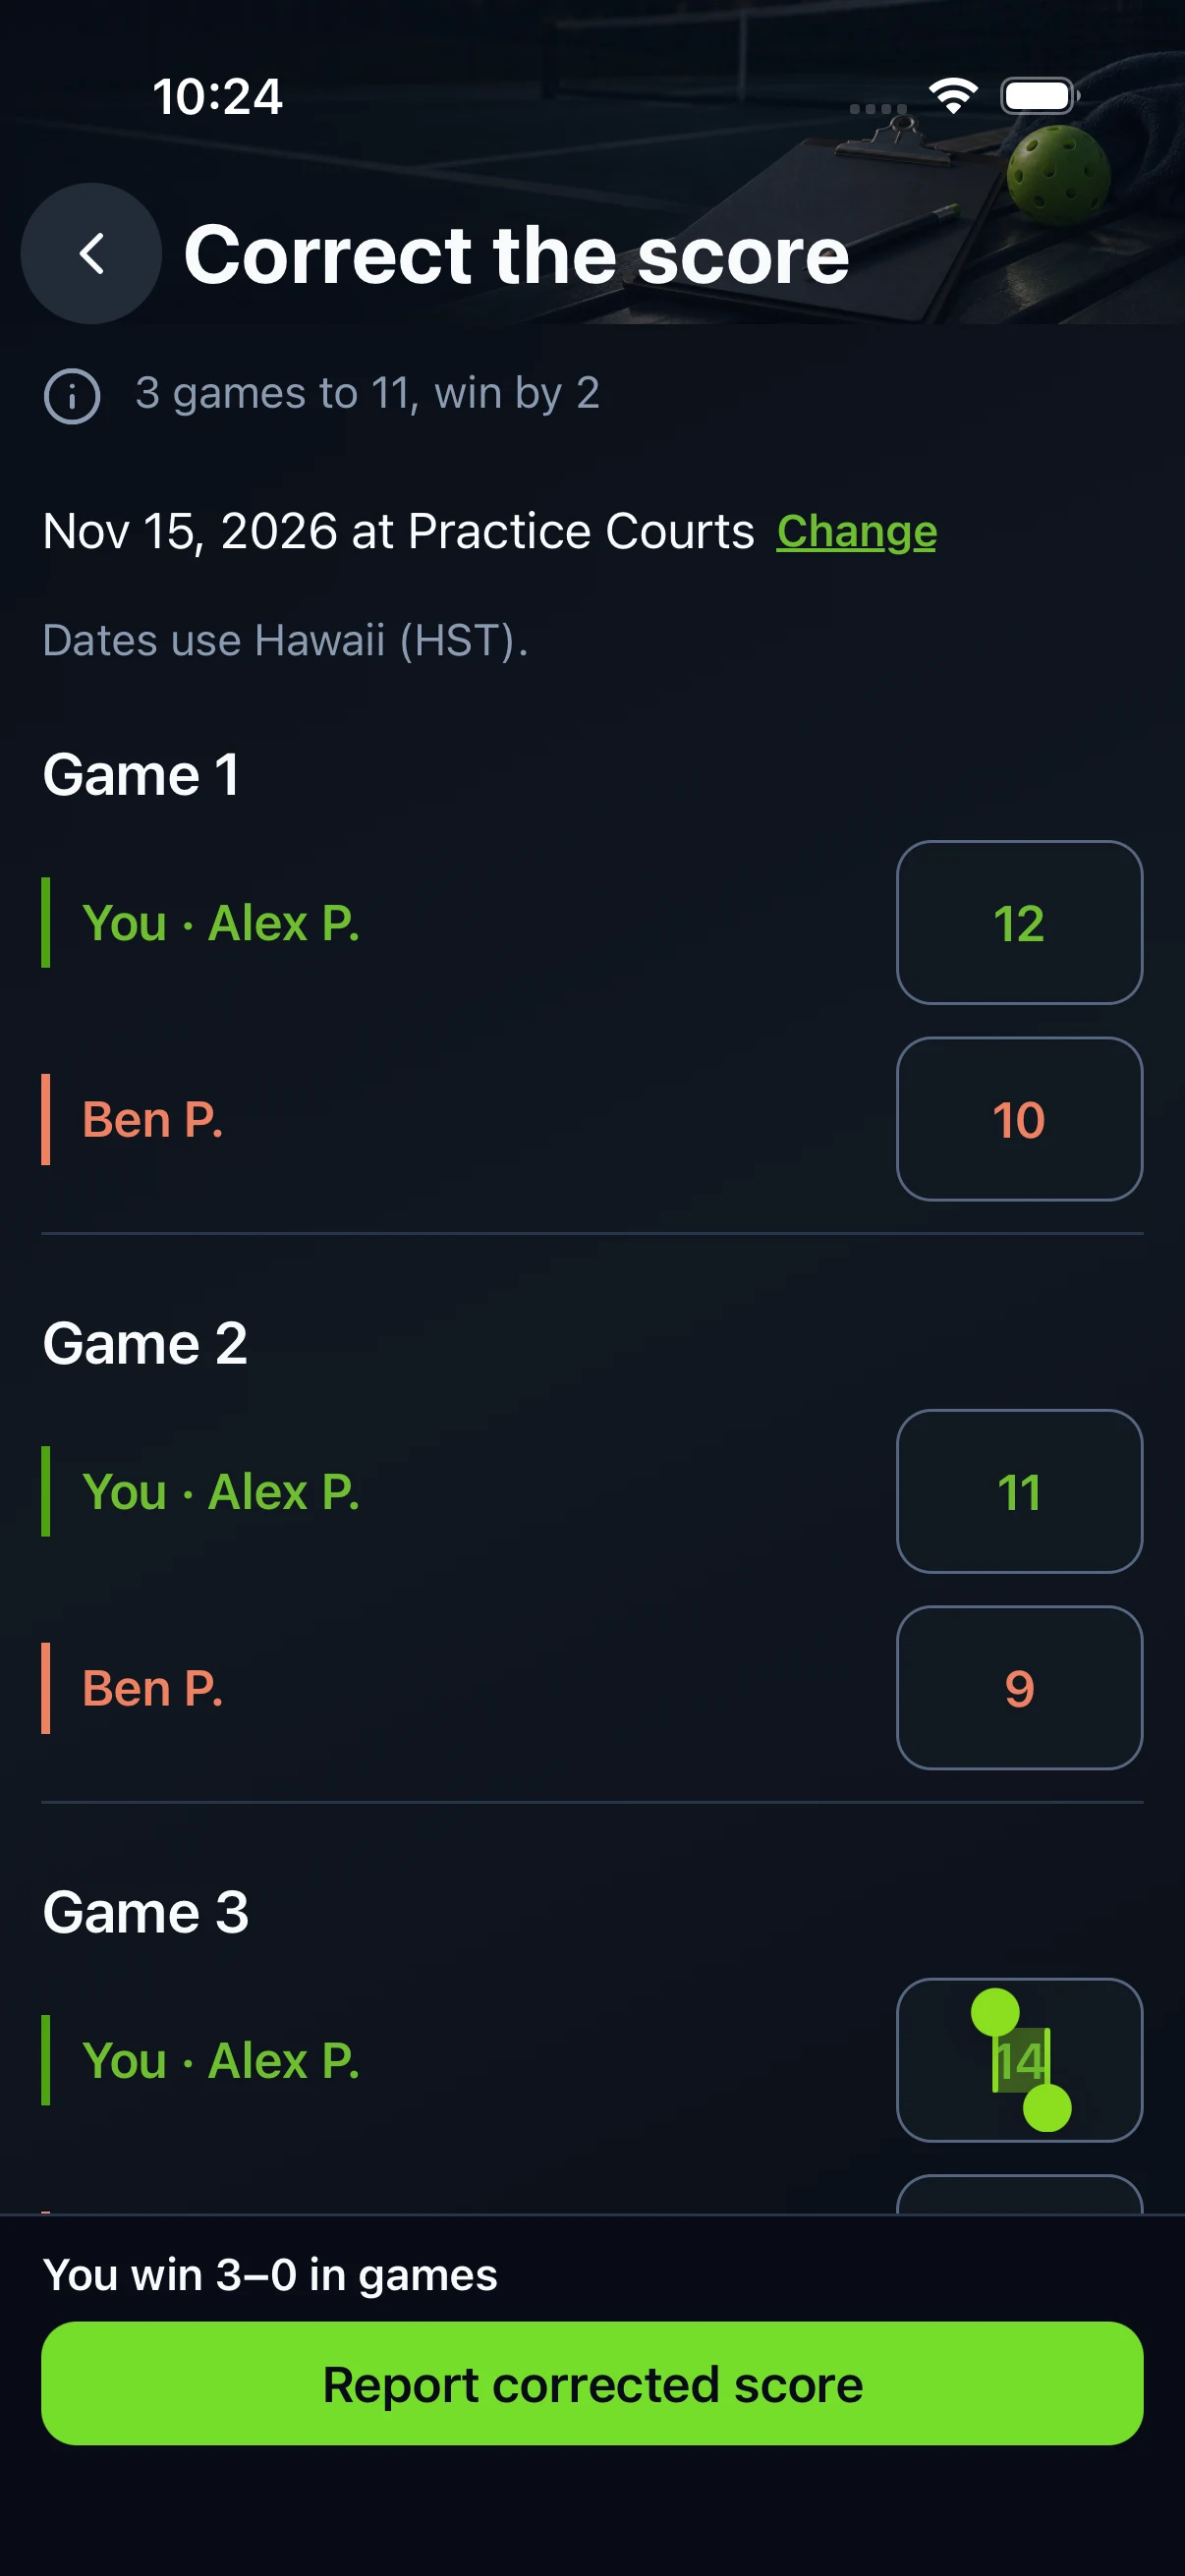 10:24
Correct the score
3 games to 11, win by 2
Nov 15, 2026 at Practice Courts Change
Dates use Hawaii (HST).
Game 1
You · Alex P. 12
Ben P. 10
Game 2
You · Alex P. 11
Ben P. 9
Game 3
You · Alex P. 14
You win 3–0 in games
Report corrected score